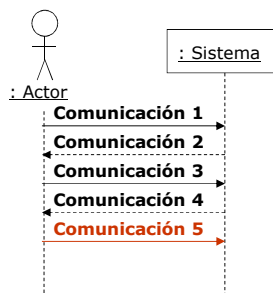 : Sistema
: Actor
Comunicación 1
Comunicación 2
Comunicación 3
Comunicación 4
Comunicación 5